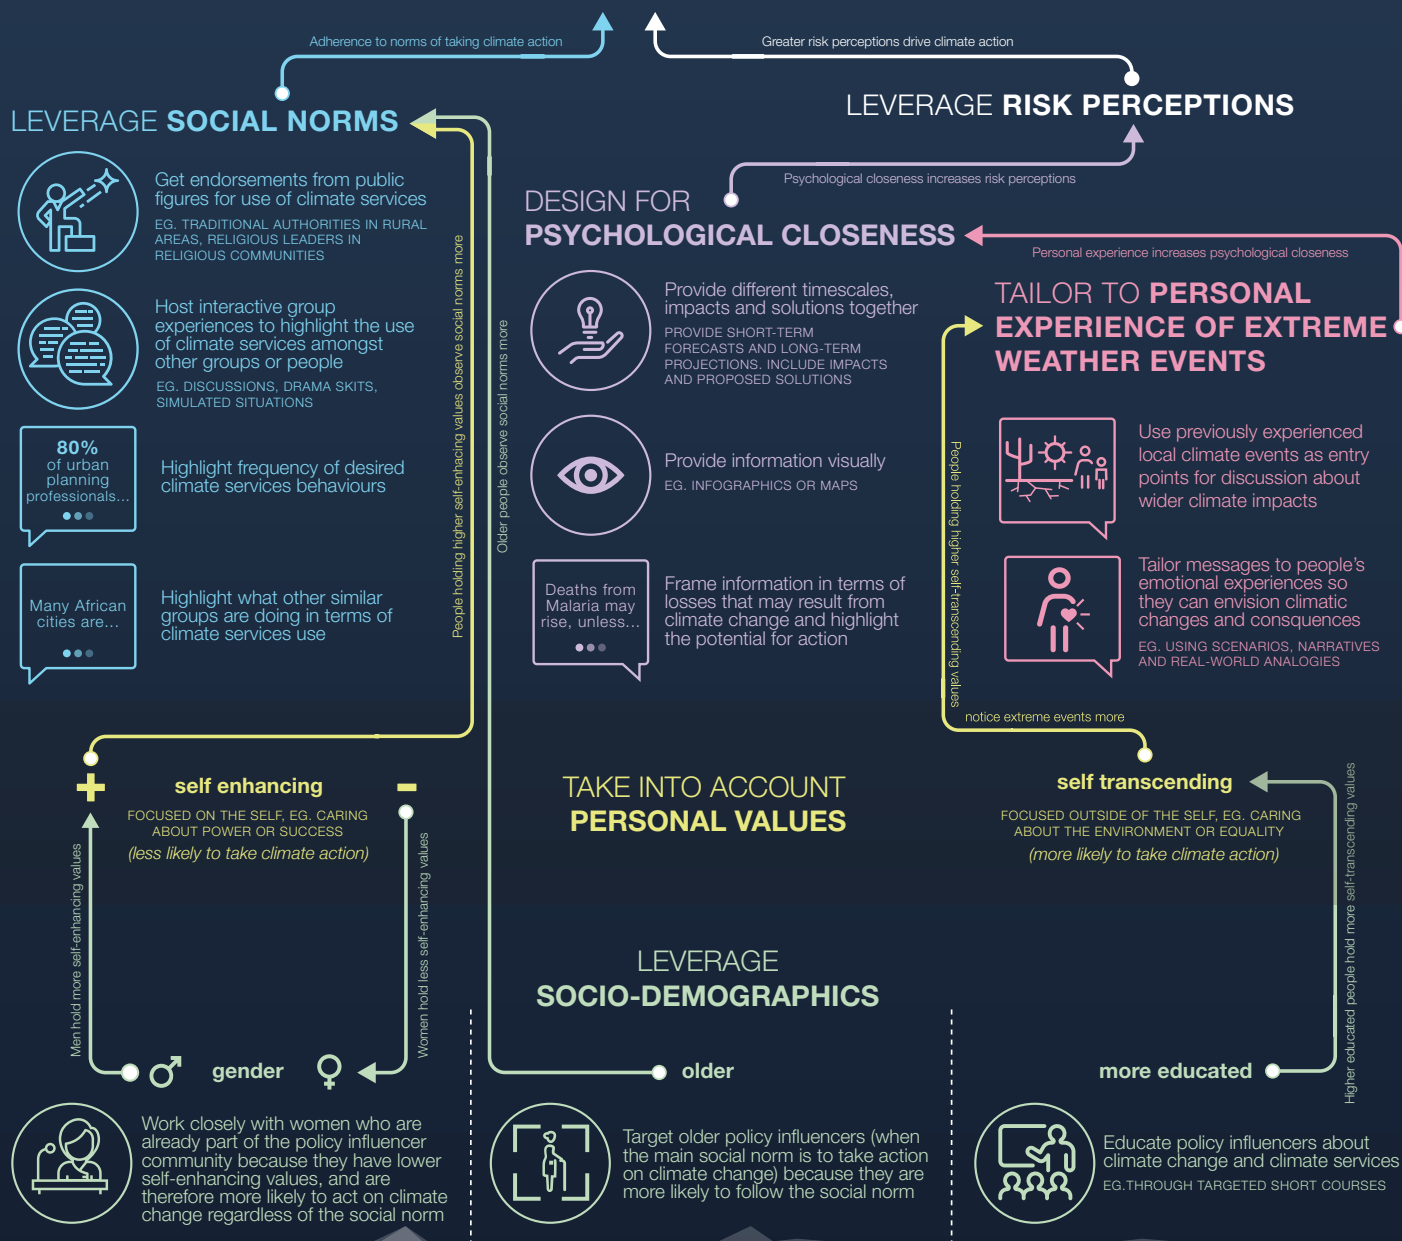 Adherence to norms of taking climate action
Greater risk perceptions drive climate action
LEVERAGE SOCIAL NORMS
LEVERAGE RISK PERCEPTIONS
Get endorsements from public
figures for use of climate services
EG. TRADITIONAL AUTHORITIES IN RURAL
AREAS, RELIGIOUS LEADERS IN
RELIGIOUS COMMUNITIES
Host interactive group
experiences to highlight the use
of climate services amongst
other groups or people
EG. DISCUSSIONS, DRAMA SKITS,
SIMULATED SITUATIONS
80%
of urban
planning
professionals...
Highlight frequency of desired
climate services behaviours
Many African
cities are...
Highlight what other similar
groups are doing in terms of
climate services use
People holding higher self-enhacing values observe social norms more
Older people observe social norms more
Psychological closeness increases risk perceptions
DESIGN FOR
PSYCHOLOGICAL CLOSENESS
Provide different timescales,
impacts and solutions together
PROVIDE SHORT-TERM
FORECASTS AND LONG-TERM
PROJECTIONS. INCLUDE IMPACTS
AND PROPOSED SOLUTIONS
Provide information visually
EG. INFOGRAPHICS OR MAPS
Deaths from
Malaria may
rise, unless...
Frame information in terms of
losses that may result from
climate change and highlight
the potential for action
Personal experience increases psychological closeness
TAILOR TO PERSONAL
EXPERIENCE OF EXTREME
WEATHER EVENTS
Use previously experienced
local climate events as entry
points for discussion about
wider climate impacts
Tailor messages to people's
emotional experiences so
they can envision climatic
changes and consquences
EG. USING SCENARIOS, NARRATIVES
AND REAL-WORLD ANALOGIES
People holding higher self-transcending values
notice extreme events more
TAKE INTO ACCOUNT
PERSONAL VALUES
+
self enhancing
-
FOCUSED ON THE SELF, EG. CARING
ABOUT POWER OR SUCCESS
(less likely to take climate action)
self transcending
FOCUSED OUTSIDE OF THE SELF, EG. CARING
ABOUT THE ENVIRONMENT OR EQUALITY
(more likely to take climate action)
Men hold more self-enhancing values
Women hold less self-enhancing values
Higher educated people hold more self-transcending values
LEVERAGE
SOCIO-DEMOGRAPHICS
♂ gender ♀
older
more educated
Work closely with women who are
already part of the policy influencer
community because they have lower
self-enhancing values, and are
therefore more likely to act on climate
change regardless of the social norm
Target older policy influencers (when
the main social norm is to take action
on climate change) because they are
more likely to follow the social norm
Educate policy influencers about
climate change and climate services
EG.THROUGH TARGETED SHORT COURSES